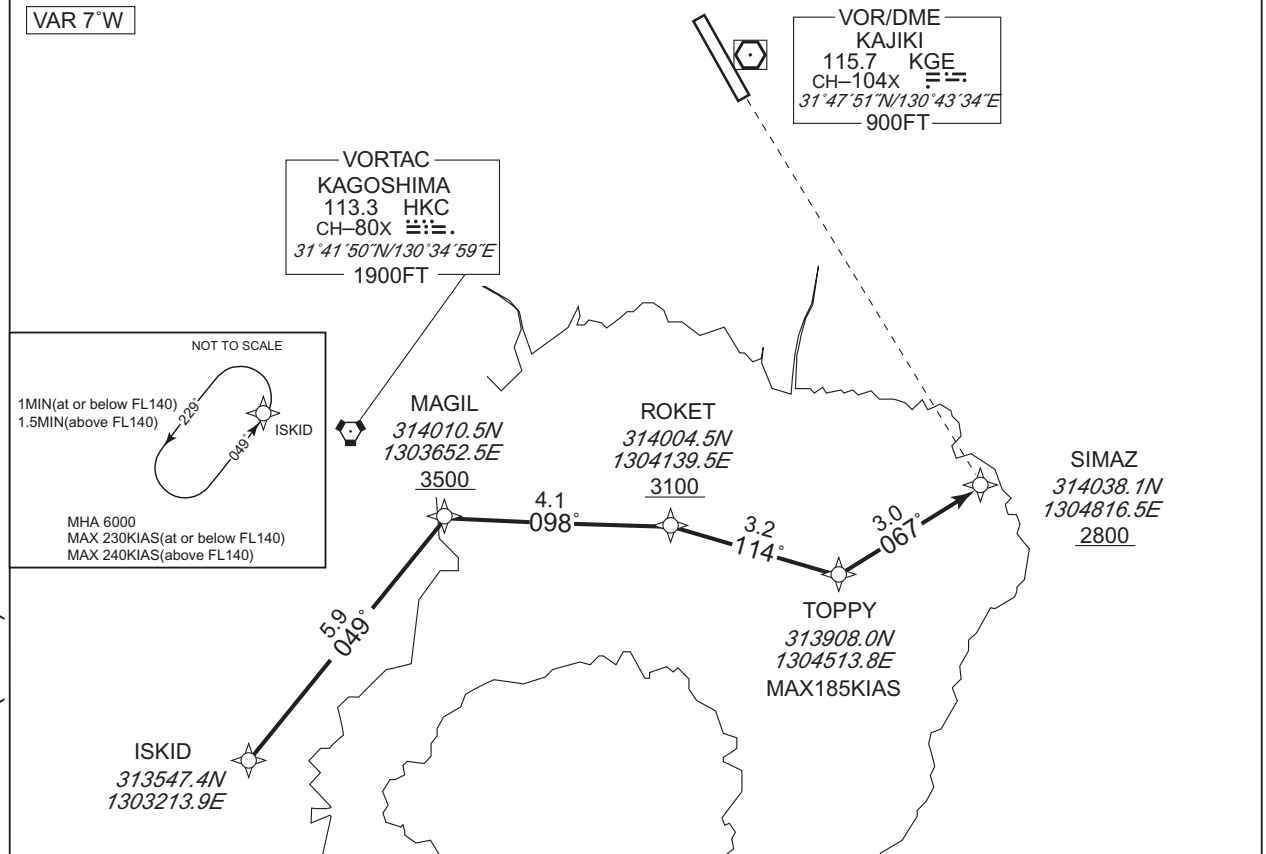 VAR 7°W
VOR/DME
KAJIKI
115.7 KGE
CH–104X
31°47´51˝N/130°43´34˝E
900FT
VORTAC
KAGOSHIMA
113.3 HKC
CH–80X
31°41´50˝N/130°34´59˝E
1900FT
NOT TO SCALE
1MIN(at or below FL140)
1.5MIN(above FL140)
229°
049°
ISKID
MHA 6000
MAX 230KIAS(at or below FL140)
MAX 240KIAS(above FL140)
MAGIL
314010.5N
1303652.5E
3500
ROKET
314004.5N
1304139.5E
3100
SIMAZ
314038.1N
1304816.5E
2800
4.1
098°
3.2
114°
3.0
067°
TOPPY
313908.0N
1304513.8E
MAX185KIAS
5.9
049°
ISKID
313547.4N
1303213.9E